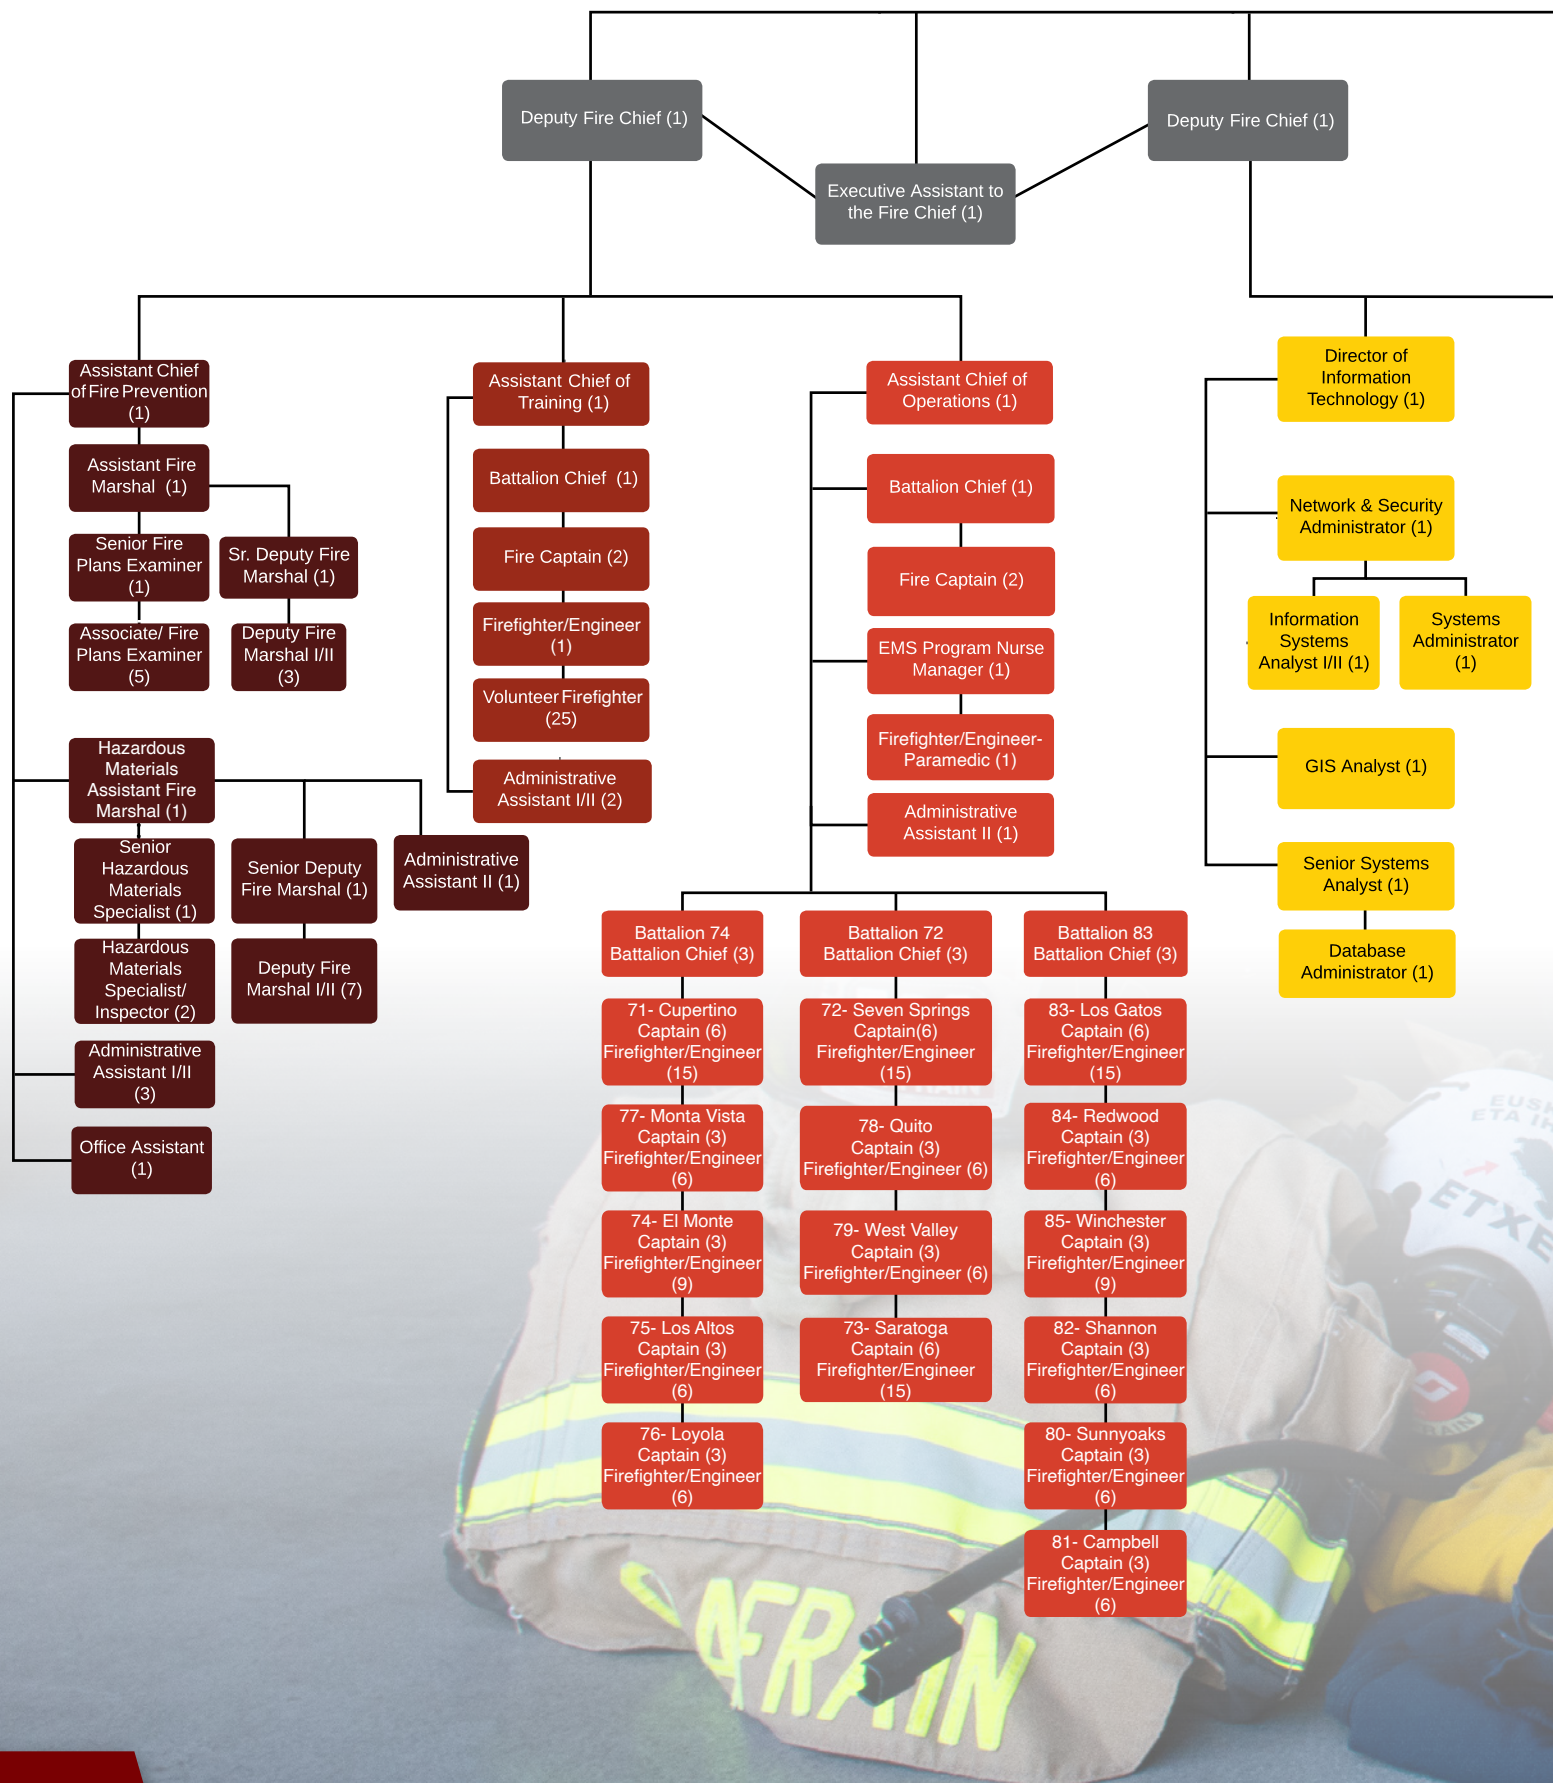 Deputy Fire Chief (1)
Deputy Fire Chief (1)
Executive Assistant to
the Fire Chief (1)
Assistant Chief
of Fire Prevention
(1)
Assistant Fire
Marshal  (1)
Senior Fire
Plans Examiner
(1)
Sr. Deputy Fire
Marshal (1)
Associate/ Fire
Plans Examiner
(5)
Deputy Fire
Marshal I/II
(3)
Hazardous
Materials
Assistant Fire
Marshal (1)
Senior
Hazardous
Materials
Specialist (1)
Senior Deputy
Fire Marshal (1)
Administrative
Assistant II (1)
Hazardous
Materials
Specialist/
Inspector (2)
Deputy Fire
Marshal I/II (7)
Administrative
Assistant I/II
(3)
Office Assistant
(1)
Assistant Chief of
Training (1)
Battalion Chief  (1)
Fire Captain (2)
Firefighter/Engineer
(1)
Volunteer Firefighter
(25)
Administrative
Assistant I/II (2)
Assistant Chief of
Operations (1)
Battalion Chief (1)
Fire Captain (2)
EMS Program Nurse
Manager (1)
Firefighter/Engineer-
Paramedic (1)
Administrative
Assistant II (1)
Battalion 74
Battalion Chief (3)
71- Cupertino
Captain (6)
Firefighter/Engineer
(15)
77- Monta Vista
Captain (3)
Firefighter/Engineer
(6)
74- El Monte
Captain (3)
Firefighter/Engineer
(9)
75- Los Altos
Captain (3)
Firefighter/Engineer
(6)
76- Loyola
Captain (3)
Firefighter/Engineer
(6)
Battalion 72
Battalion Chief (3)
72- Seven Springs
Captain(6)
Firefighter/Engineer
(15)
78- Quito
Captain (3)
Firefighter/Engineer (6)
79- West Valley
Captain (3)
Firefighter/Engineer (6)
73- Saratoga
Captain (6)
Firefighter/Engineer
(15)
Battalion 83
Battalion Chief (3)
83- Los Gatos
Captain (6)
Firefighter/Engineer
(15)
84- Redwood
Captain (3)
Firefighter/Engineer
(6)
85- Winchester
Captain (3)
Firefighter/Engineer
(9)
82- Shannon
Captain (3)
Firefighter/Engineer
(6)
80- Sunnyoaks
Captain (3)
Firefighter/Engineer
(6)
81- Campbell
Captain (3)
Firefighter/Engineer
(6)
Director of
Information
Technology (1)
Network & Security
Administrator (1)
Information
Systems
Analyst I/II (1)
Systems
Administrator
(1)
GIS Analyst (1)
Senior Systems
Analyst (1)
Database
Administrator (1)
EUSK
ETA IH
ETXE
FRAIN